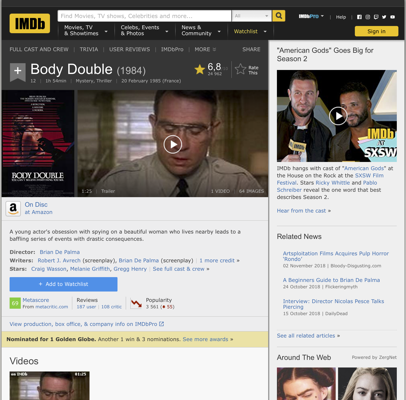 IMDb
Find Movies, TV shows, Celebrities and more...
All
IMDbPro
Help
Movies, TV & Showtimes
Celebs, Events & Photos
News & Community
Watchlist
Sign in
FULL CAST AND CREW | TRIVIA | USER REVIEWS | IMDbPro | MORE
SHARE
Body Double (1984)
12 | 1h 54min | Mystery, Thriller | 20 February 1985 (France)
6,8
24 962
Rate This
BODY DOUBLE
1:25 | Trailer
1 VIDEO
64 IMAGES
On Disc
at Amazon
A young actor's obsession with spying on a beautiful woman who lives nearby leads to a
baffling series of events with drastic consequences.
Director: Brian De Palma
Writers: Robert J. Avrech (screenplay), Brian De Palma (screenplay) | 1 more credit »
Stars: Craig Wasson, Melanie Griffith, Gregg Henry | See full cast & crew »
+ Add to Watchlist
Metascore
From metacritic.com
Reviews
187 user | 108 critic
Popularity
3 561 (55)
View production, box office, & company info on IMDbPro
Nominated for 1 Golden Globe. Another 1 win & 3 nominations. See more awards »
Videos
01:25
"American Gods" Goes Big for
Season 2
IMDb
at
SXSW
IMDb hangs with cast of "American Gods" at
the House on the Rock at the SXSW Film
Festival. Stars Ricky Whittle and Pablo
Schreiber reveal the one word that best
describes Season 2.
Hear from the cast »
Related News
Artsploitation Films Acquires Pulp Horror
'Rondo'
02 November 2018 | Bloody-Disgusting.com
A Beginners Guide to Brian De Palma
24 October 2018 | Flickeringmyth
Interview: Director Nicolas Pesce Talks
Piercing
15 October 2018 | DailyDead
See all related articles »
Around The Web
Powered by ZergNet